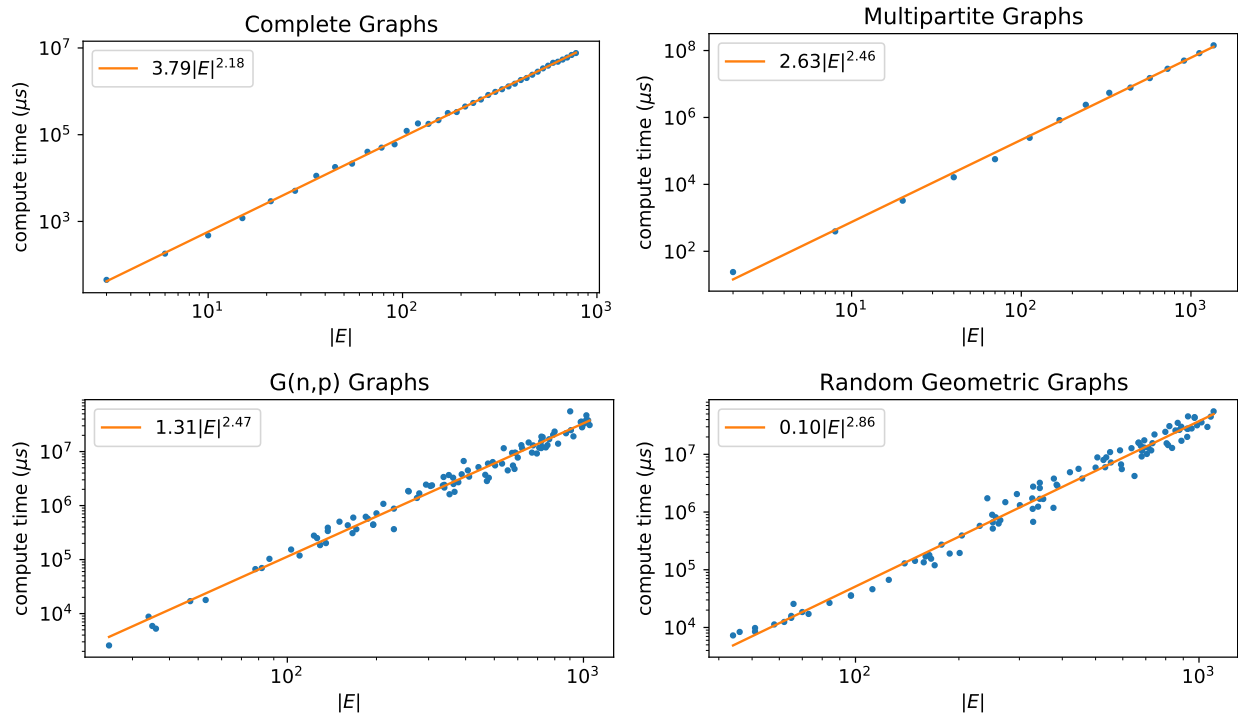 Complete Graphs
3.79|E|^2.18
compute time (μs)
10^7
10^5
10^3
10^1
10^2
10^3
|E|
Multipartite Graphs
2.63|E|^2.46
compute time (μs)
10^8
10^6
10^4
10^2
10^1
10^2
10^3
|E|
G(n,p) Graphs
1.31|E|^2.47
compute time (μs)
10^7
10^6
10^5
10^4
10^2
10^3
|E|
Random Geometric Graphs
0.10|E|^2.86
compute time (μs)
10^7
10^6
10^5
10^4
10^2
10^3
|E|